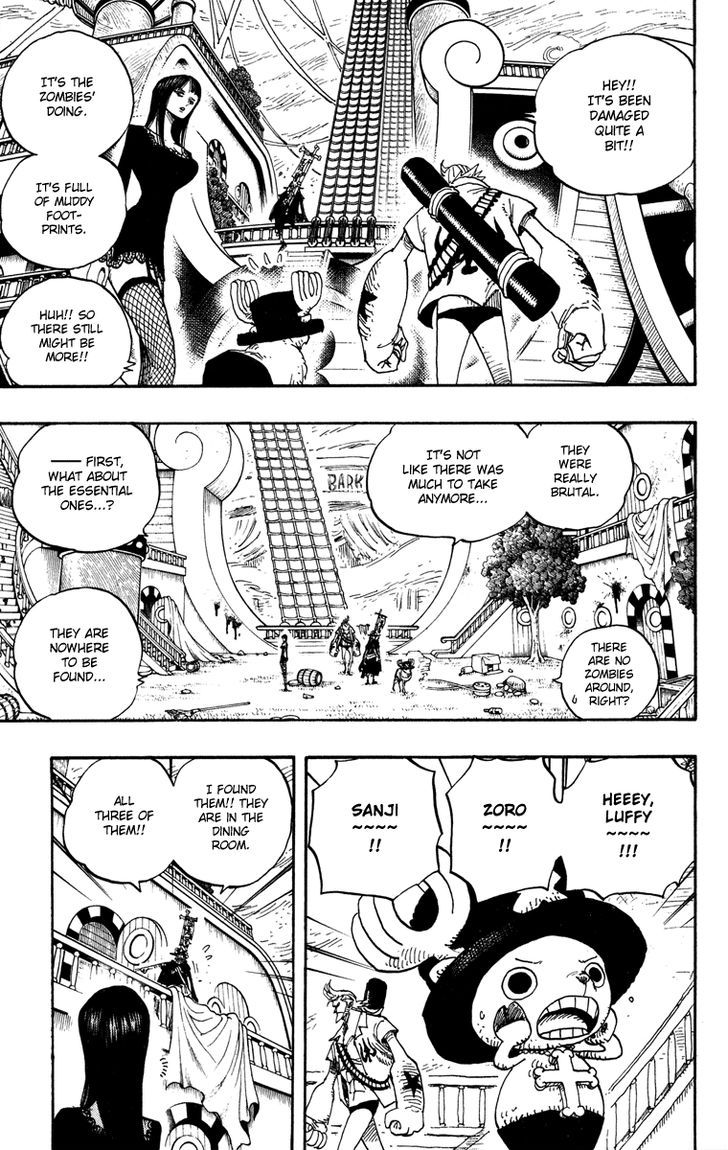 HEY!!
IT'S BEEN
DAMAGED
QUITE A
BIT!!
IT'S THE
ZOMBIES'
DOING.
IT'S FULL
OF MUDDY
FOOT-
PRINTS.
HUH!! SO
THERE STILL
MIGHT BE
MORE!!
THEY
WERE
REALLY
BRUTAL.
IT'S NOT
LIKE THERE WAS
MUCH TO TAKE
ANYMORE...
BARK
THERE
ARE NO
ZOMBIES
AROUND,
RIGHT?
— FIRST,
WHAT ABOUT
THE ESSENTIAL
ONES...?
THEY ARE
NOWHERE
TO BE
FOUND...
HEEEY,
LUFFY
~~~~
!!!
ZORO
~~~~
!!
SANJI
~~~~
!!
I FOUND
THEM!! THEY
ARE IN THE
DINING
ROOM.
ALL
THREE OF
THEM!!